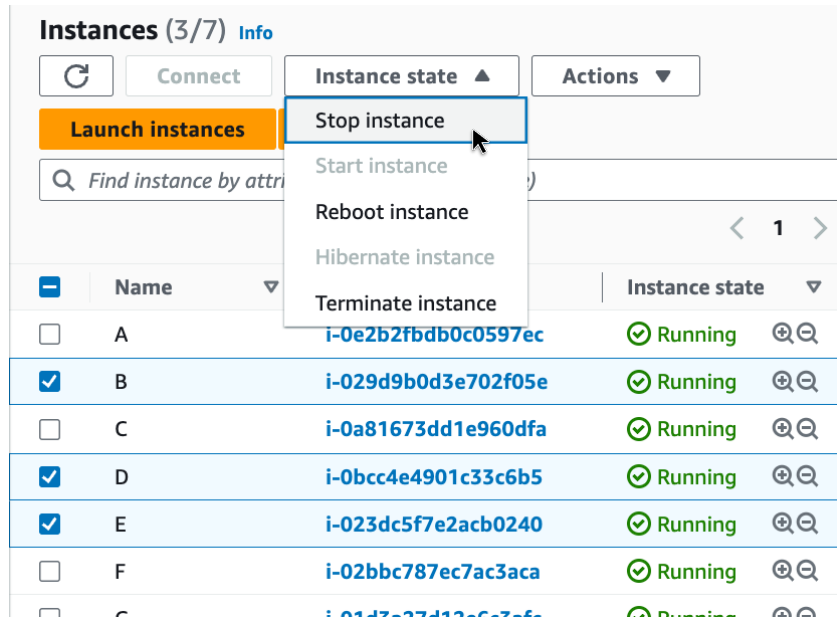 Instances (3/7) Info
Connect Instance state Actions
Launch instances Stop instance
Find instance by Start instance
Reboot instance
1
Hibernate instance
Name Terminate instance Instance state
A i-0e2b2fbdb0c0597ec Running
B i-029d9b0d3e702f05e Running
C i-0a81673dd1e960dfa Running
D i-0bcc4e4901c33c6b5 Running
E i-023dc5f7e2acb0240 Running
F i-02bbc787ec7ac3aca Running
Running